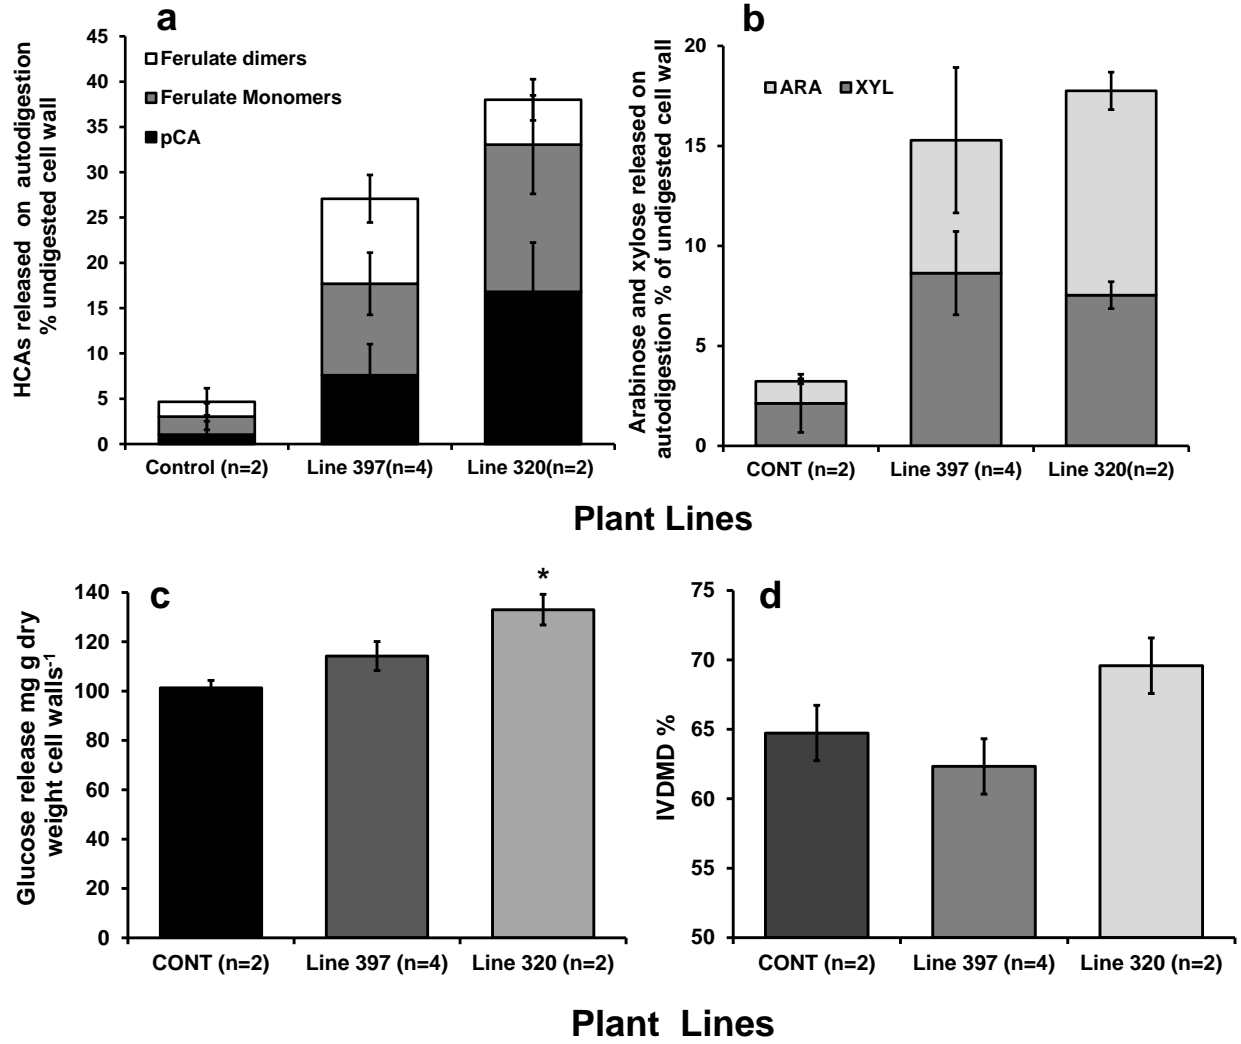 a
HCAs released on autodigestion
% undigested cell wall
45
40
35
30
25
20
15
10
5
0
Ferulate dimers
Ferulate Monomers
pCA
Control (n=2)
Line 397(n=4)
Line 320(n=2)
b
Arabinose and xylose released on
autodigestion % of undigested cell wall
20
15
10
5
0
ARA
XYL
CONT (n=2)
Line 397 (n=4)
Line 320(n=2)
Plant Lines
c
Glucose release mg g dry
weight cell walls-1
140
120
100
80
60
40
20
0
*
CONT (n=2)
Line 397 (n=4)
Line 320 (n=2)
d
IVDMD %
75
70
65
60
55
50
CONT (n=2)
Line 397 (n=4)
Line 320 (n=2)
Plant Lines